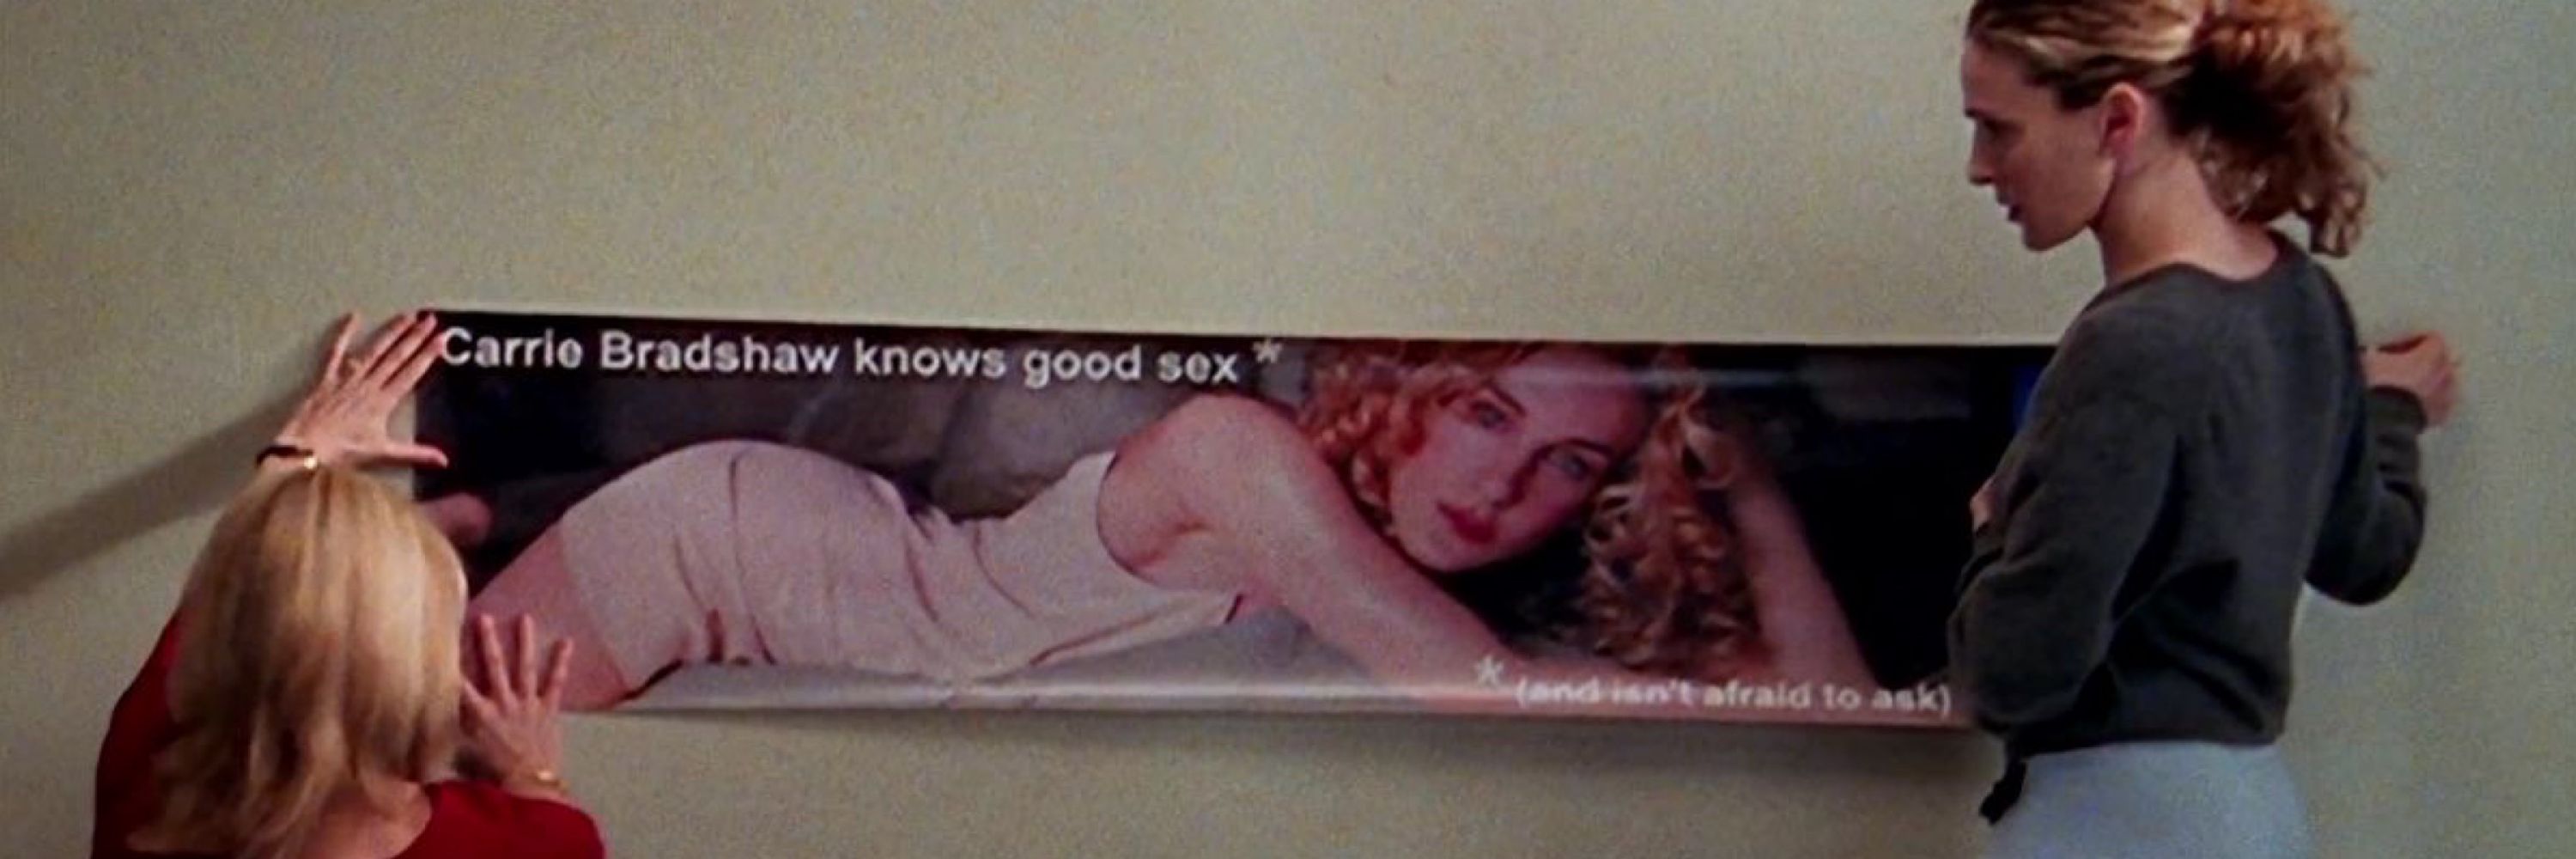 Carrie Bradshaw knows good sex *
* (and isn't afraid to ask)